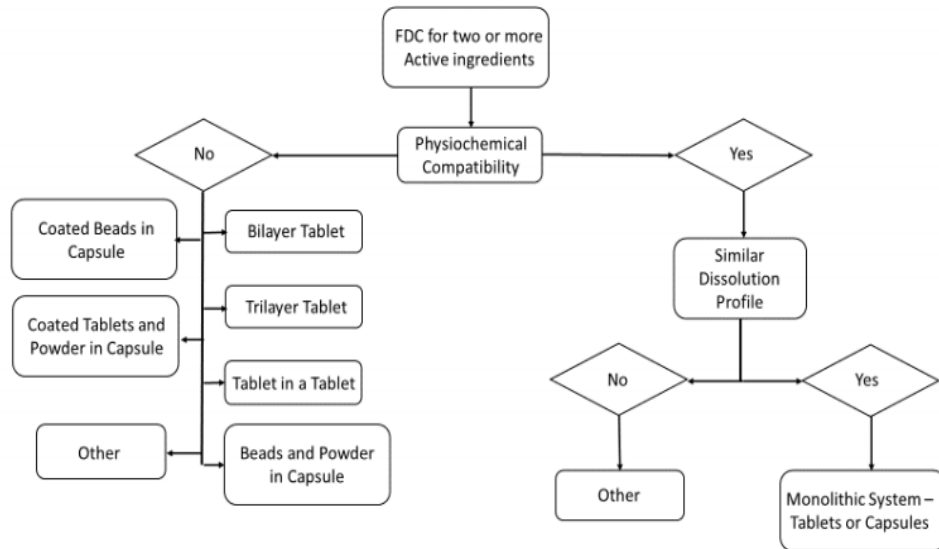 FDC for two or more
Active ingredients
Physiochemical
Compatibility
No
Yes
Coated Beads in
Capsule
Bilayer Tablet
Trilayer Tablet
Coated Tablets and
Powder in Capsule
Tablet in a Tablet
Other
Beads and Powder
in Capsule
Similar
Dissolution
Profile
No
Yes
Other
Monolithic System –
Tablets or Capsules